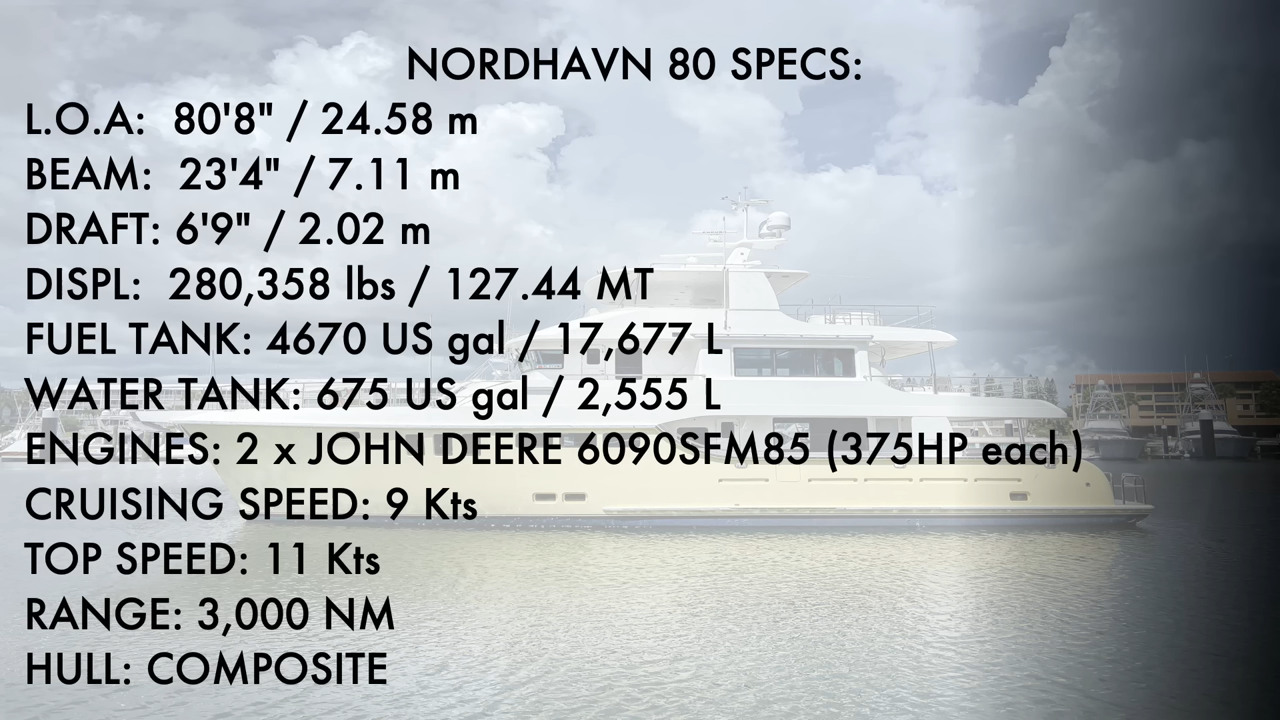 NORDHAVN 80 SPECS:
L.O.A: 80'8" / 24.58 m
BEAM: 23'4" / 7.11 m
DRAFT: 6'9" / 2.02 m
DISPL: 280,358 lbs / 127.44 MT
FUEL TANK: 4670 US gal / 17,677 L
WATER TANK: 675 US gal / 2,555 L
ENGINES: 2 x JOHN DEERE 6090SFM85 (375HP each)
CRUISING SPEED: 9 Kts
TOP SPEED: 11 Kts
RANGE: 3,000 NM
HULL: COMPOSITE